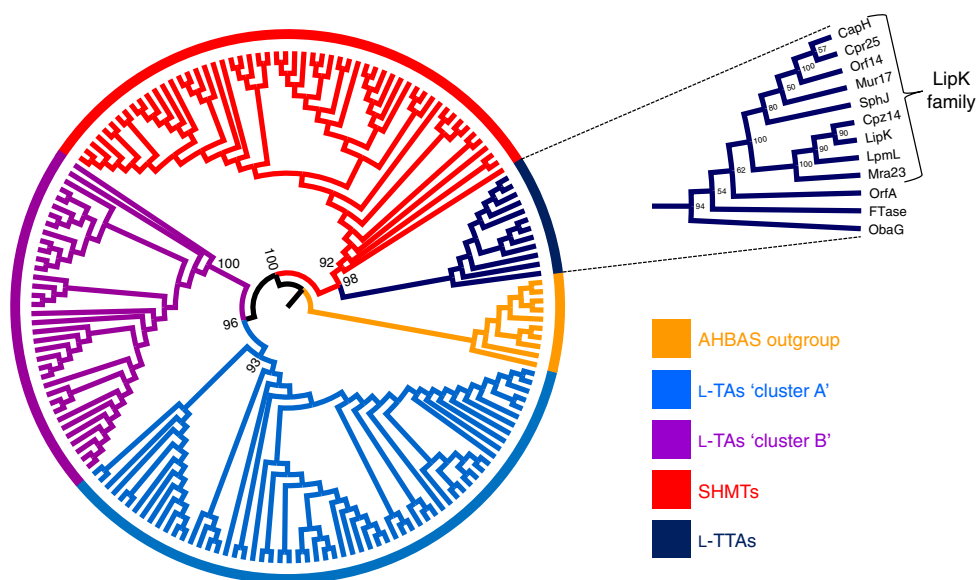 CapH
57
Cpr25
100
Orf14
50
Mur17
80
SphJ
100
Cpz14
90
LipK
90
LpmL
100
Mra23
62
OrfA
54
FTase
94
ObaG
LipK
family
100
92
98
100
96
93
AHBAS outgroup
L-TAs ‘cluster A’
L-TAs ‘cluster B’
SHMTs
L-TTAs